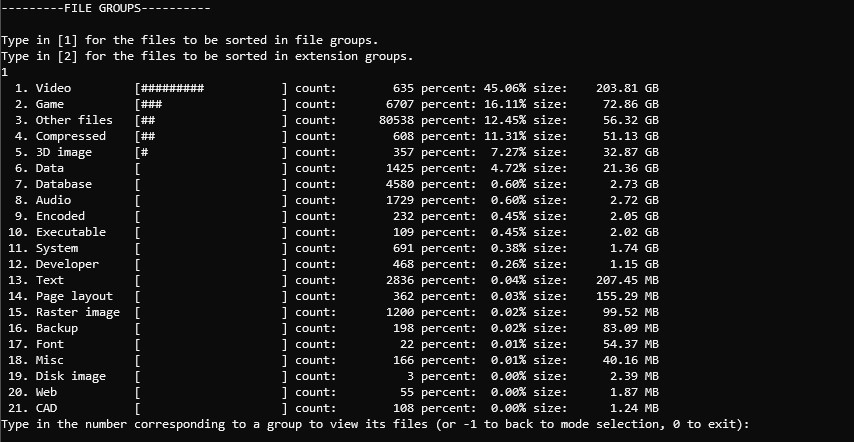 ---------FILE GROUPS----------

Type in [1] for the files to be sorted in file groups.
Type in [2] for the files to be sorted in extension groups.
1
  1. Video         [#########           ] count:        635 percent: 45.06% size:    203.81 GB
  2. Game          [###                 ] count:       6707 percent: 16.11% size:     72.86 GB
  3. Other files   [##                  ] count:      80538 percent: 12.45% size:     56.32 GB
  4. Compressed    [##                  ] count:        608 percent: 11.31% size:     51.13 GB
  5. 3D image      [#                   ] count:        357 percent:  7.27% size:     32.87 GB
  6. Data          [                    ] count:       1425 percent:  4.72% size:     21.36 GB
  7. Database      [                    ] count:       4580 percent:  0.60% size:      2.73 GB
  8. Audio         [                    ] count:       1729 percent:  0.60% size:      2.72 GB
  9. Encoded       [                    ] count:        232 percent:  0.45% size:      2.05 GB
 10. Executable    [                    ] count:        109 percent:  0.45% size:      2.02 GB
 11. System        [                    ] count:        691 percent:  0.38% size:      1.74 GB
 12. Developer     [                    ] count:        468 percent:  0.26% size:      1.15 GB
 13. Text          [                    ] count:       2836 percent:  0.04% size:    207.45 MB
 14. Page layout   [                    ] count:        362 percent:  0.03% size:    155.29 MB
 15. Raster image  [                    ] count:       1200 percent:  0.02% size:     99.52 MB
 16. Backup        [                    ] count:        198 percent:  0.02% size:     83.09 MB
 17. Font          [                    ] count:         22 percent:  0.01% size:     54.37 MB
 18. Misc          [                    ] count:        166 percent:  0.01% size:     40.16 MB
 19. Disk image    [                    ] count:          3 percent:  0.00% size:      2.39 MB
 20. Web           [                    ] count:         55 percent:  0.00% size:      1.87 MB
 21. CAD           [                    ] count:        108 percent:  0.00% size:      1.24 MB
Type in the number corresponding to a group to view its files (or -1 to back to mode selection, 0 to exit):